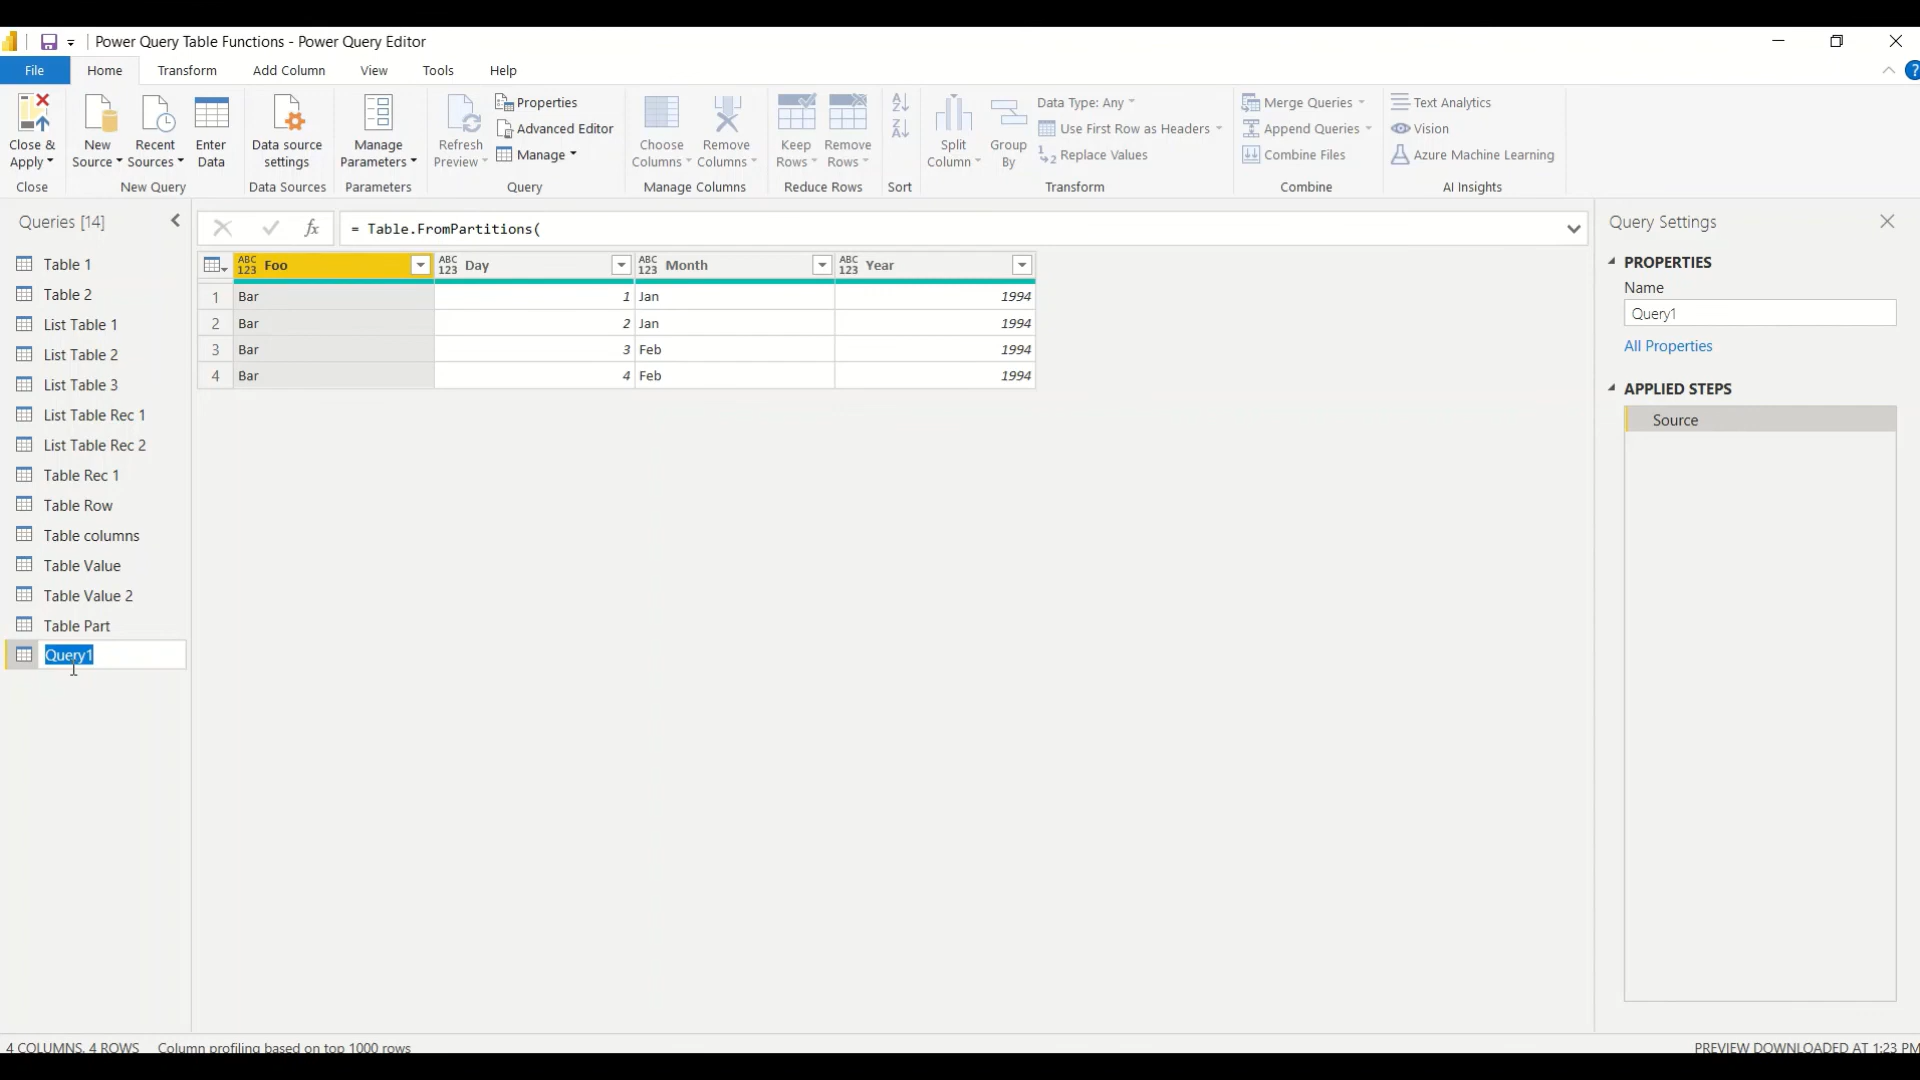 Power Query Table Functions - Power Query Editor
File Home Transform Add Column View Tools Help
Close & Apply
New Source
Recent Sources
Enter Data
Data source settings
Manage Parameters
Refresh Preview
Properties
Advanced Editor
Manage
Choose Columns
Remove Columns
Keep Rows
Remove Rows
Split Column
Group By
Data Type: Any
Use First Row as Headers
Replace Values
Merge Queries
Append Queries
Combine Files
Text Analytics
Vision
Azure Machine Learning
Close New Query Data Sources Parameters Query Manage Columns Reduce Rows Sort Transform Combine AI Insights
Queries [14]
Table 1
Table 2
List Table 1
List Table 2
List Table 3
List Table Rec 1
List Table Rec 2
Table Rec 1
Table Row
Table columns
Table Value
Table Value 2
Table Part
Query1
fx = Table.FromPartitions(
ABC 123 Foo ABC 123 Day ABC 123 Month ABC 123 Year
1 Bar 1 Jan 1994
2 Bar 2 Jan 1994
3 Bar 3 Feb 1994
4 Bar 4 Feb 1994
Query Settings
PROPERTIES
Name
Query1
All Properties
APPLIED STEPS
Source
4 COLUMNS, 4 ROWS Column profiling based on top 1000 rows PREVIEW DOWNLOADED AT 1:23 PM